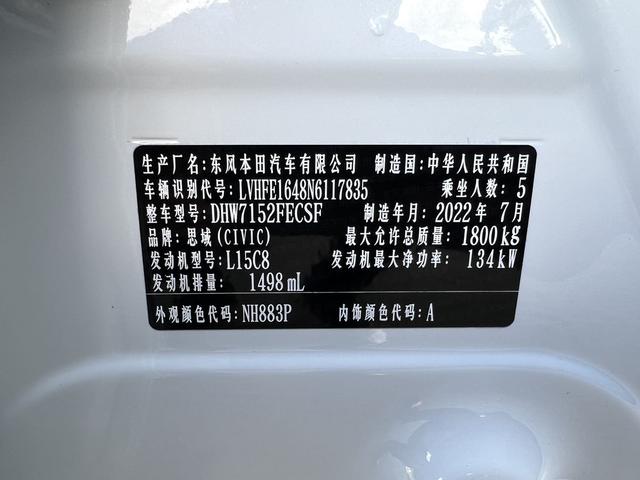 生产厂名:东风本田汽车有限公司 制造国:中华人民共和国
车辆识别代号:LVHFE1648N6117835 乘坐人数:5
整车型号:DHW7152FECSF 制造年月:2022年7月
品牌:思域(CIVIC) 最大允许总质量:1800kg
发动机型号:L15C8 发动机最大净功率:134kW
发动机排量:1498mL
外观颜色代码:NH883P 内饰颜色代码:A